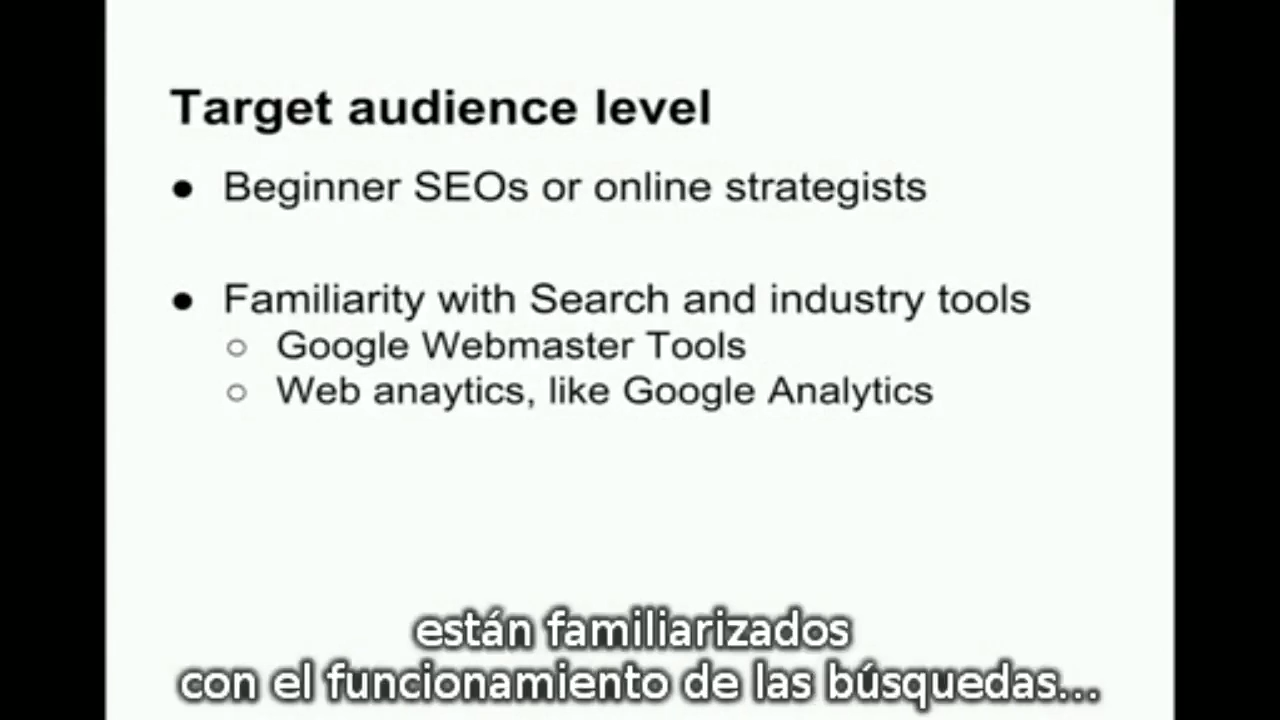 Target audience level
● Beginner SEOs or online strategists
● Familiarity with Search and industry tools
○ Google Webmaster Tools
○ Web anaytics, like Google Analytics
están familiarizados
con el funcionamiento de las búsquedas...